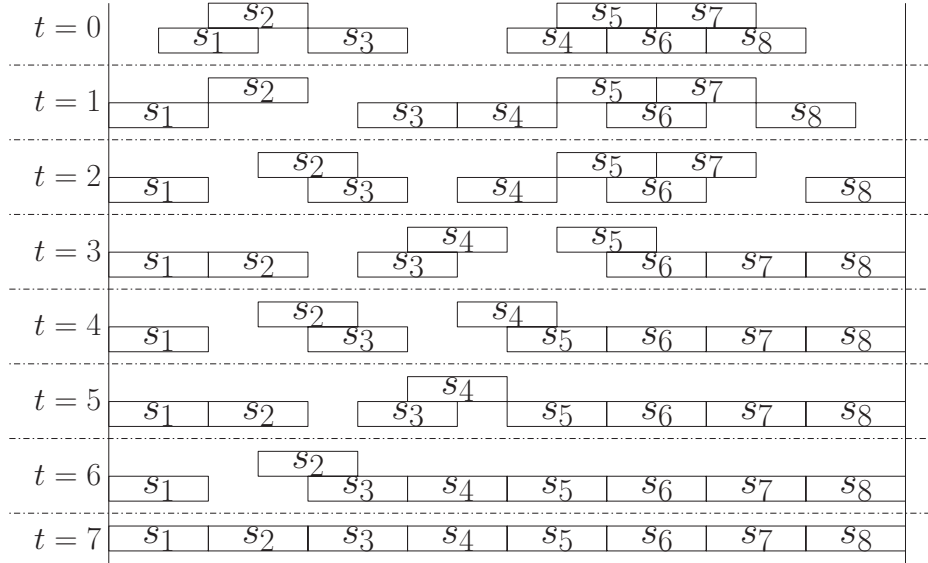 t = 0 s₁ s₂ s₃ s₄ s₅ s₆ s₇ s₈
t = 1 s₁ s₂ s₃ s₄ s₅ s₆ s₇ s₈
t = 2 s₁ s₂ s₃ s₄ s₅ s₆ s₇ s₈
t = 3 s₁ s₂ s₃ s₄ s₅ s₆ s₇ s₈
t = 4 s₁ s₂ s₃ s₄ s₅ s₆ s₇ s₈
t = 5 s₁ s₂ s₃ s₄ s₅ s₆ s₇ s₈
t = 6 s₁ s₂ s₃ s₄ s₅ s₆ s₇ s₈
t = 7 s₁ s₂ s₃ s₄ s₅ s₆ s₇ s₈